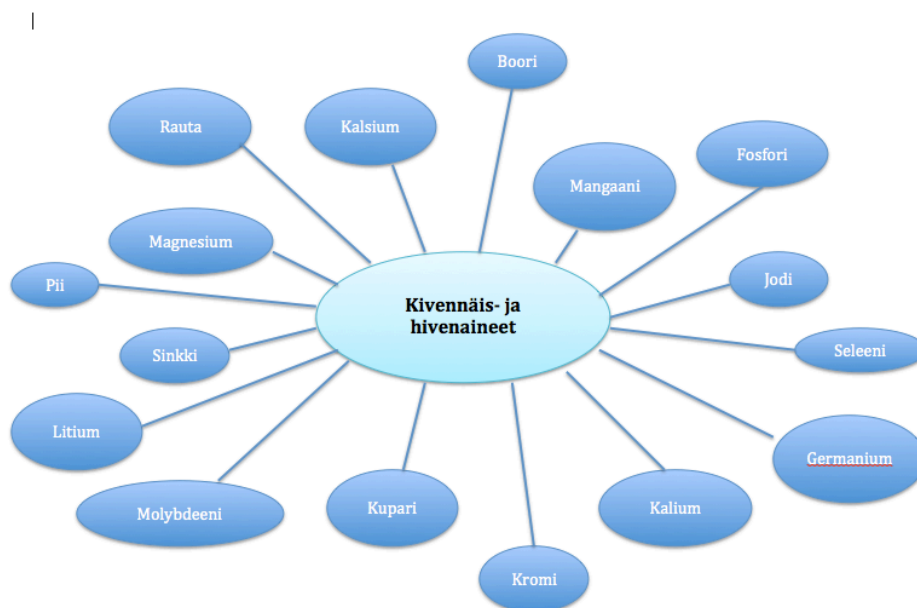 Boori
Rauta
Kalsium
Fosfori
Mangaani
Magnesium
Jodi
Pii
Kivennäis- ja
hivenaineet
Sinkki
Seleeni
Litium
Germanium
Molybdeeni
Kupari
Kalium
Kromi